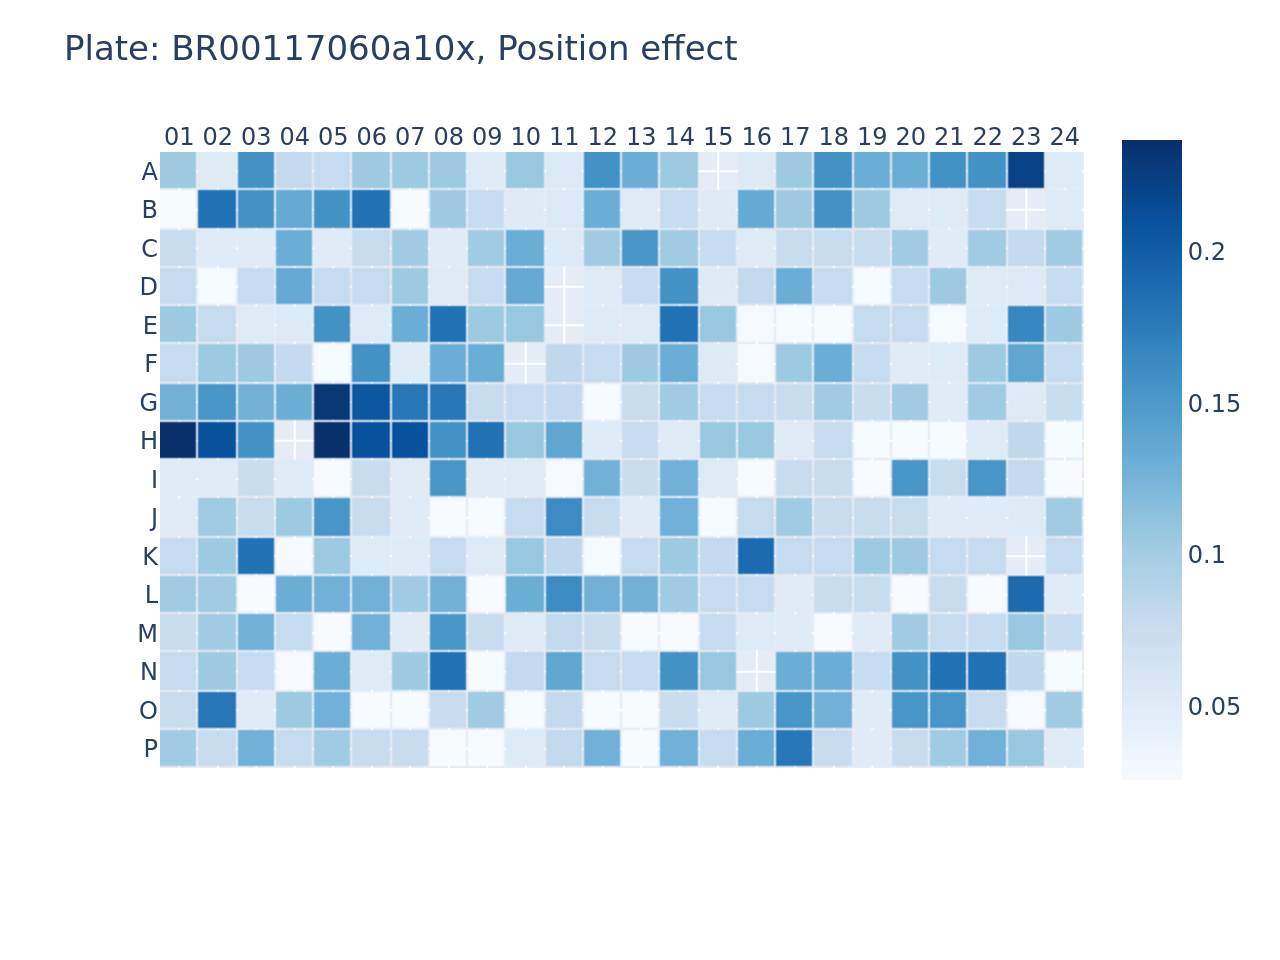 Plate: BR00117060a10x, Position effect
01 02 03 04 05 06 07 08 09 10 11 12 13 14 15 16 17 18 19 20 21 22 23 24
A
B
C
D
E
F
G
H
I
J
K
L
M
N
O
P
0.2
0.15
0.1
0.05